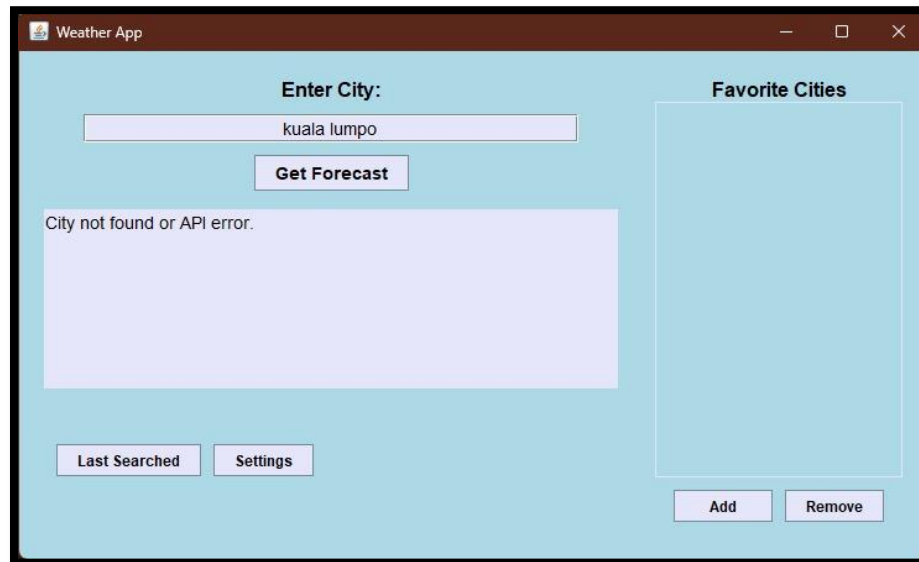 Weather App
Enter City:
kuala lumpo
Get Forecast
City not found or API error.
Last Searched
Settings
Favorite Cities
Add
Remove